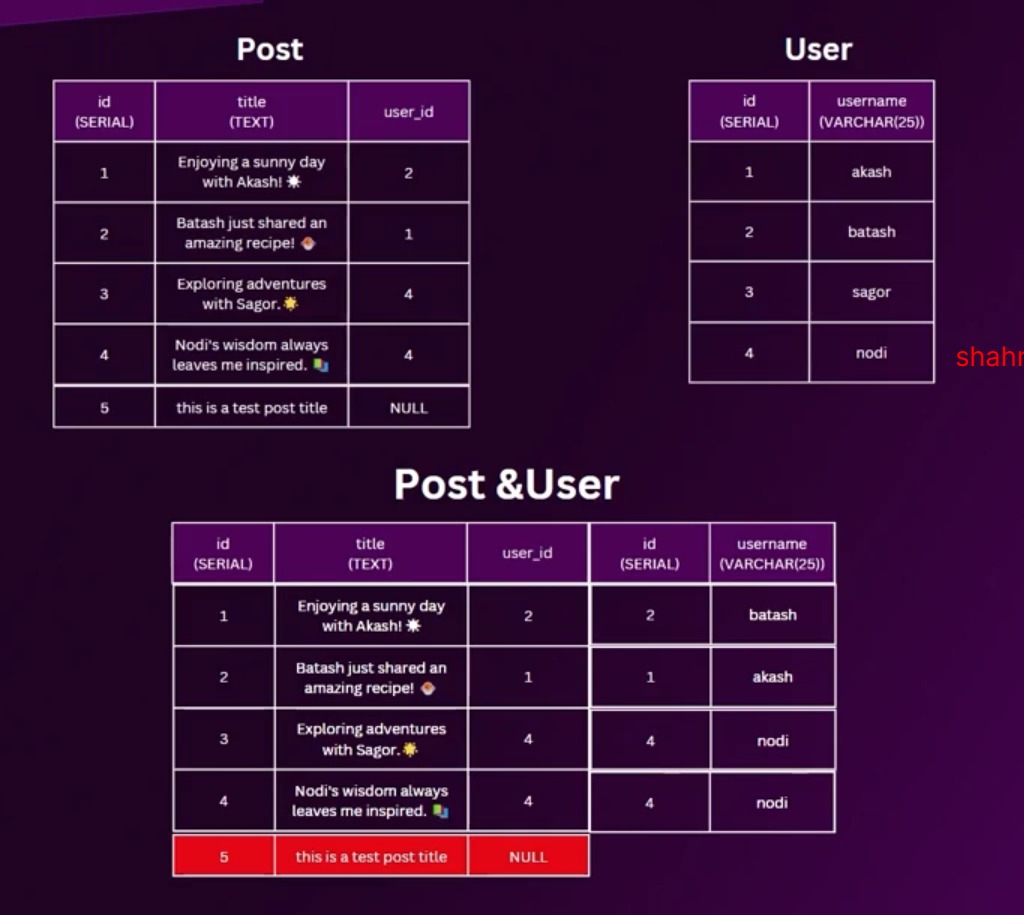 Post
id
(SERIAL)
title
(TEXT)
user_id
1
Enjoying a sunny day
with Akash! ☀
2
2
Batash just shared an
amazing recipe! 🍛
1
3
Exploring adventures
with Sagor. 🌟
4
4
Nodi's wisdom always
leaves me inspired. 📚
4
5
this is a test post title
NULL
User
id
(SERIAL)
username
(VARCHAR(25))
1
akash
2
batash
3
sagor
4
nodi
Post &User
id
(SERIAL)
title
(TEXT)
user_id
id
(SERIAL)
username
(VARCHAR(25))
1
Enjoying a sunny day
with Akash! ☀
2
2
batash
2
Batash just shared an
amazing recipe! 🍛
1
1
akash
3
Exploring adventures
with Sagor. 🌟
4
4
nodi
4
Nodi's wisdom always
leaves me inspired. 📚
4
4
nodi
5
this is a test post title
NULL